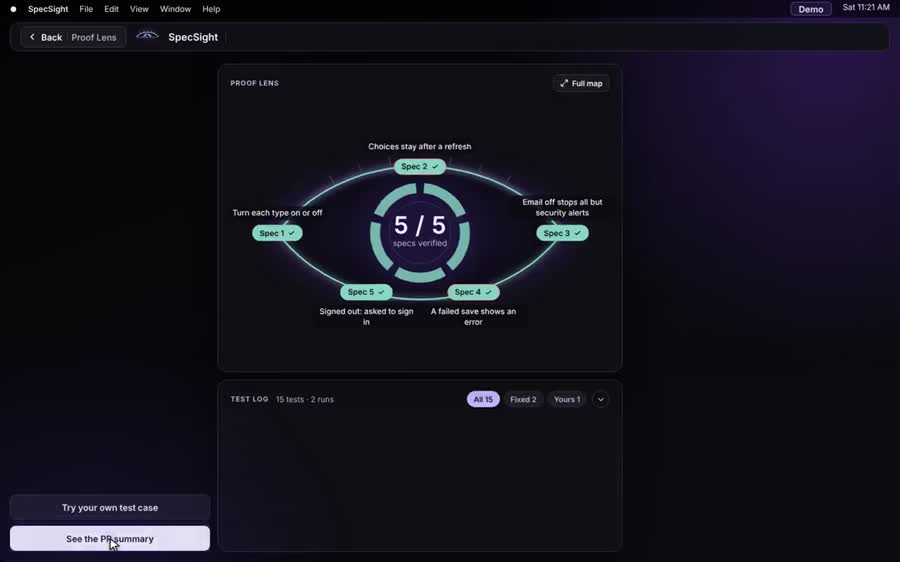 SpecSight File Edit View Window Help Demo Sat 11:21 AM
Back Proof Lens SpecSight
PROOF LENS Full map
Choices stay after a refresh
Spec 2
Turn each type on or off
Spec 1
Email off stops all but
security alerts
Spec 3
5 / 5
specs verified
Spec 5
Signed out: asked to sign
in
Spec 4
A failed save shows an
error
TEST LOG 15 tests · 2 runs All 15 Fixed 2 Yours 1
Try your own test case
See the PR summary